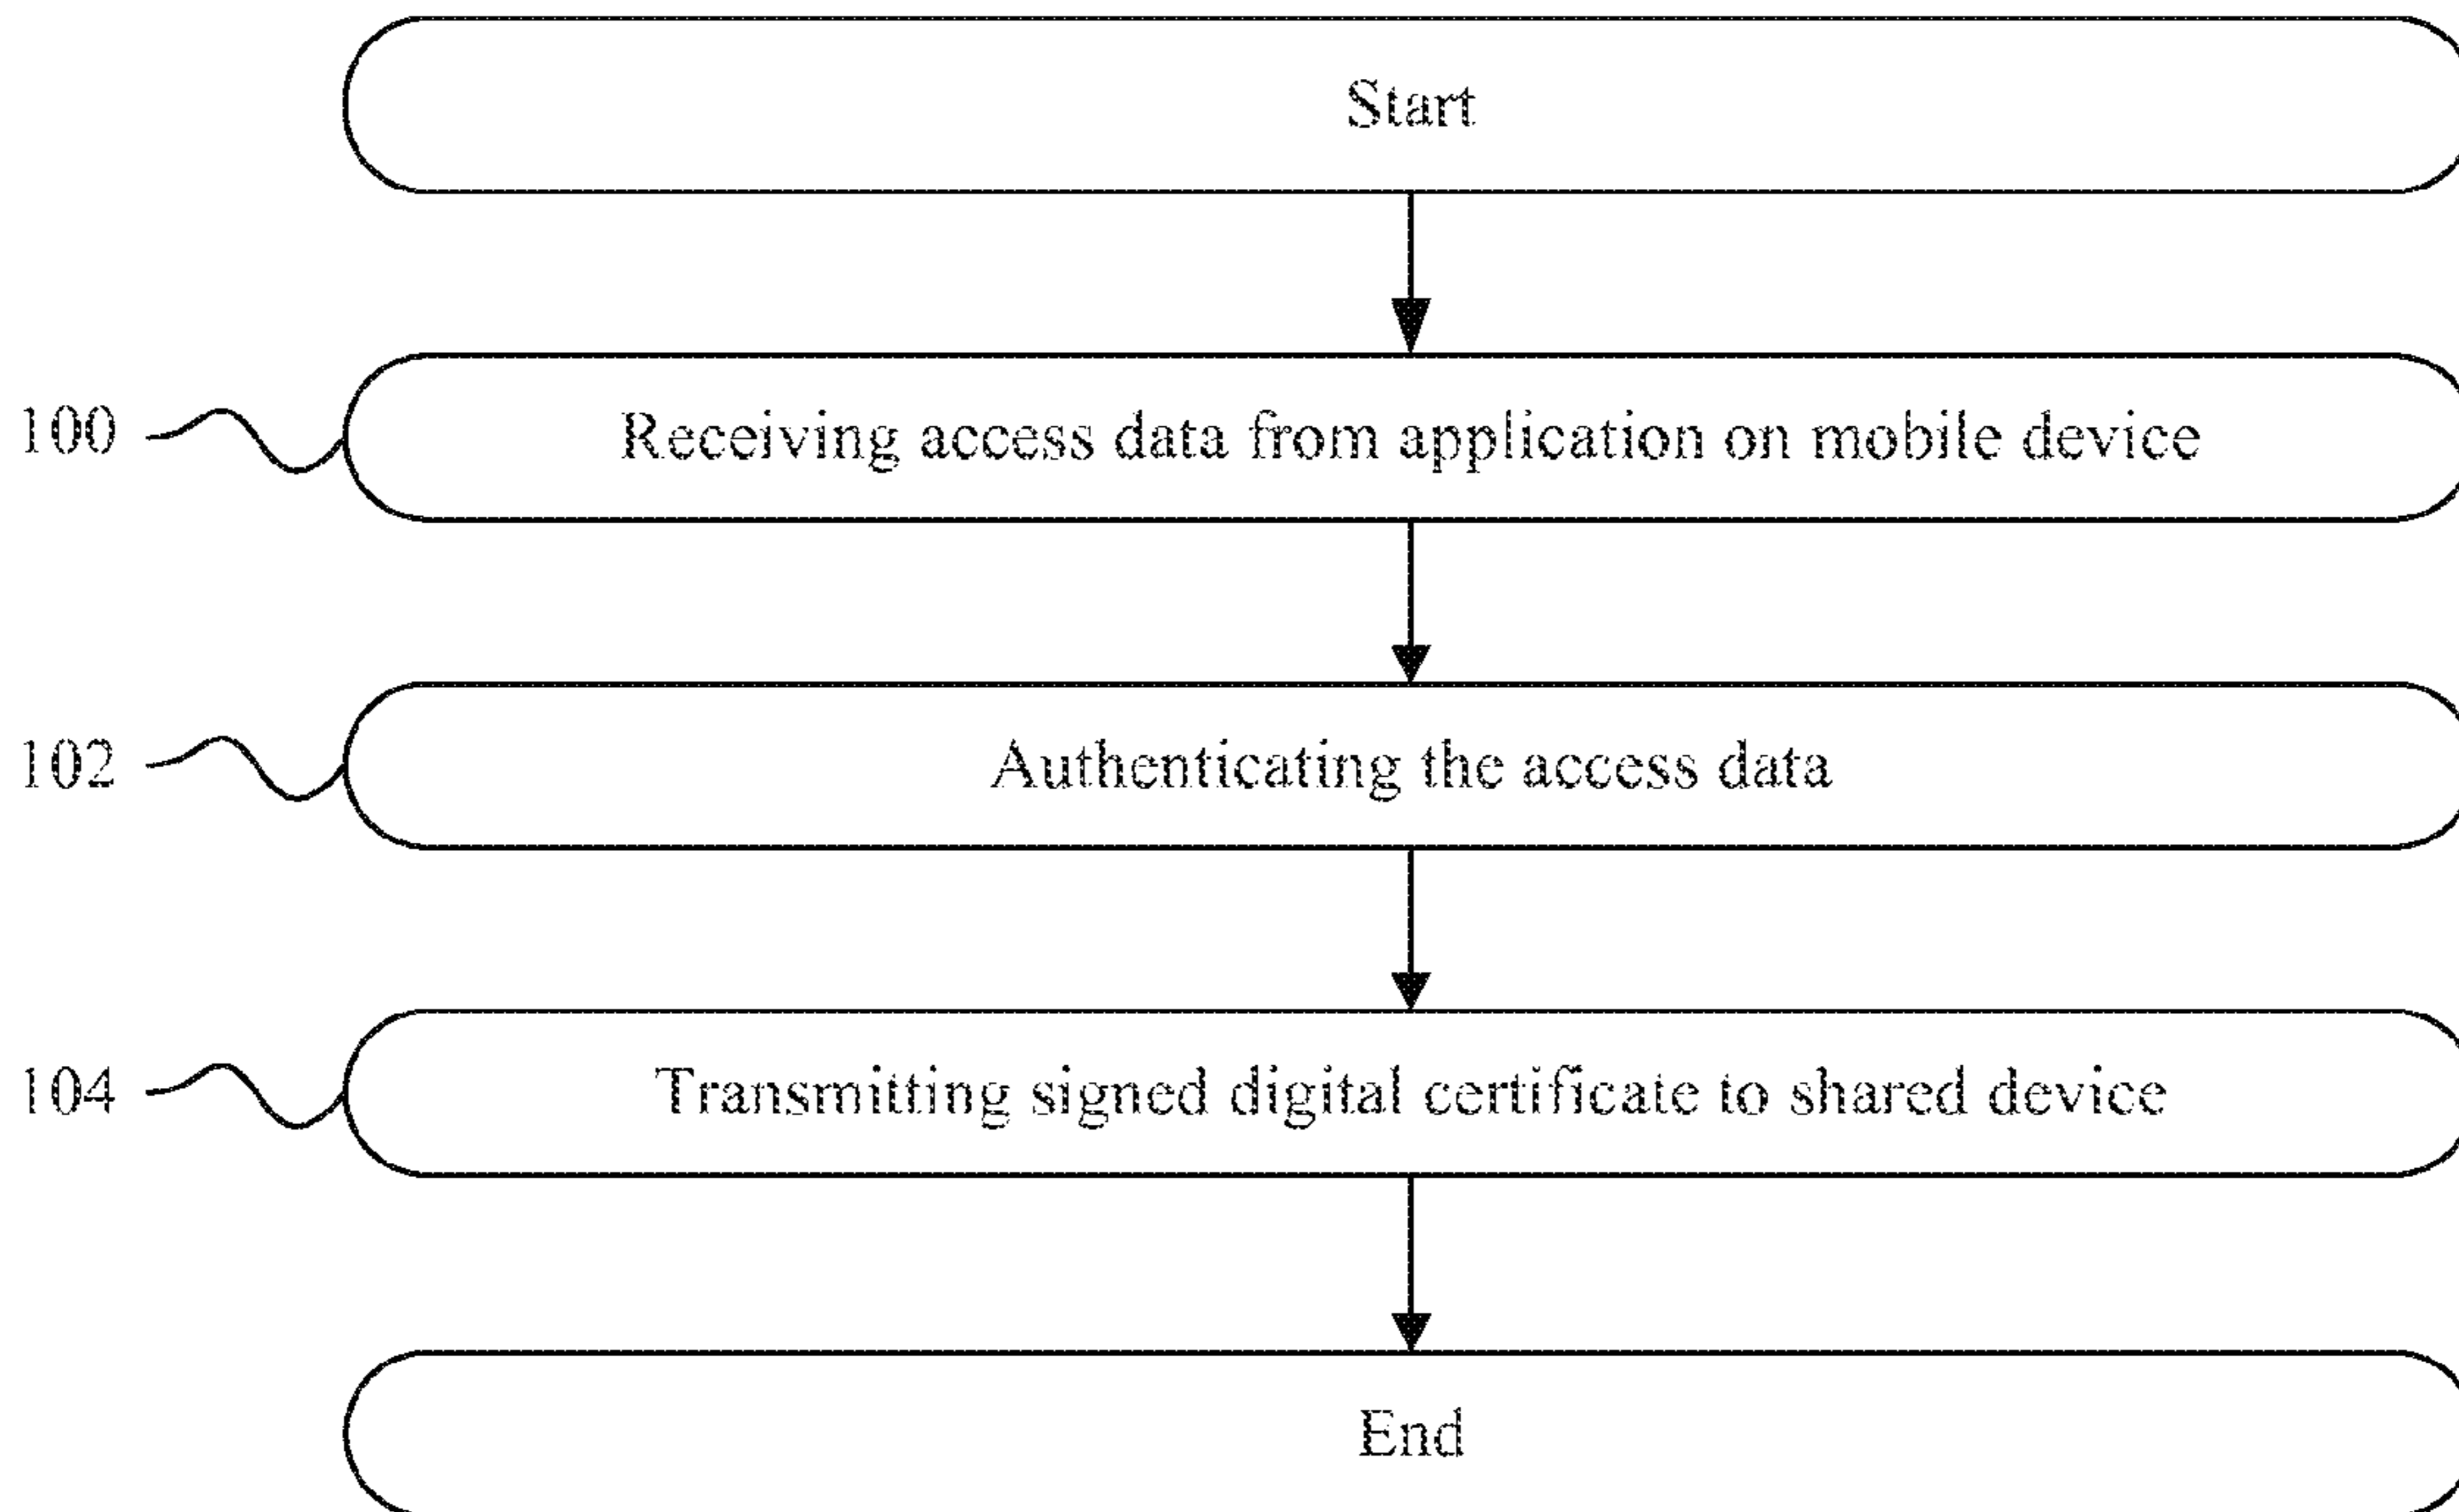 Start
100 Receiving access data from application on mobile device
102 Authenticating the access data
104 Transmitting signed digital certificate to shared device
End